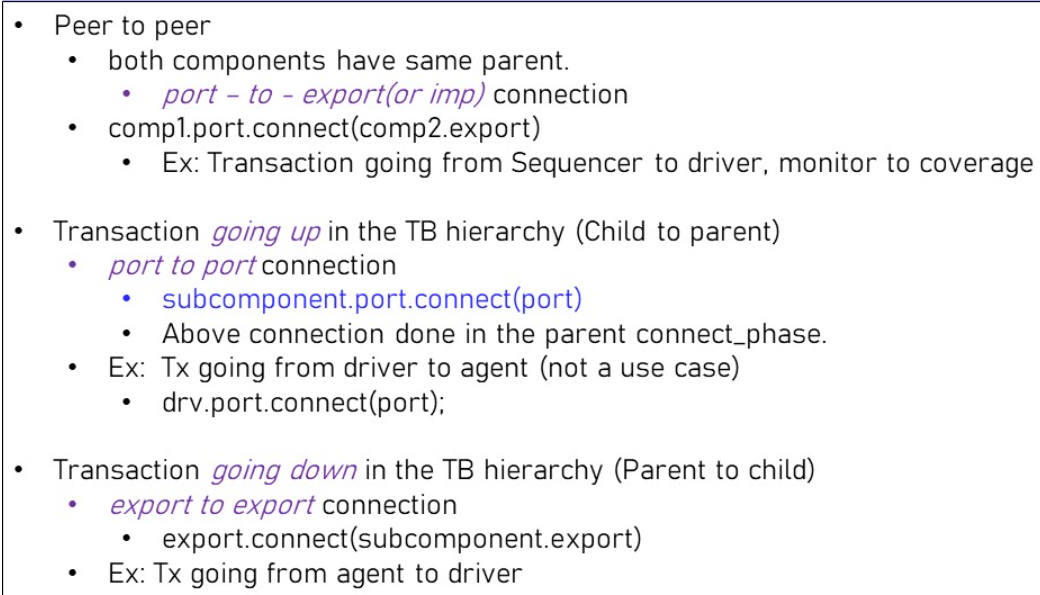 • Peer to peer
• both components have same parent.
• port – to - export(or imp) connection
• comp1.port.connect(comp2.export)
• Ex: Transaction going from Sequencer to driver, monitor to coverage
• Transaction going up in the TB hierarchy (Child to parent)
• port to port connection
• subcomponent.port.connect(port)
• Above connection done in the parent connect_phase.
• Ex: Tx going from driver to agent (not a use case)
• drv.port.connect(port);
• Transaction going down in the TB hierarchy (Parent to child)
• export to export connection
• export.connect(subcomponent.export)
• Ex: Tx going from agent to driver